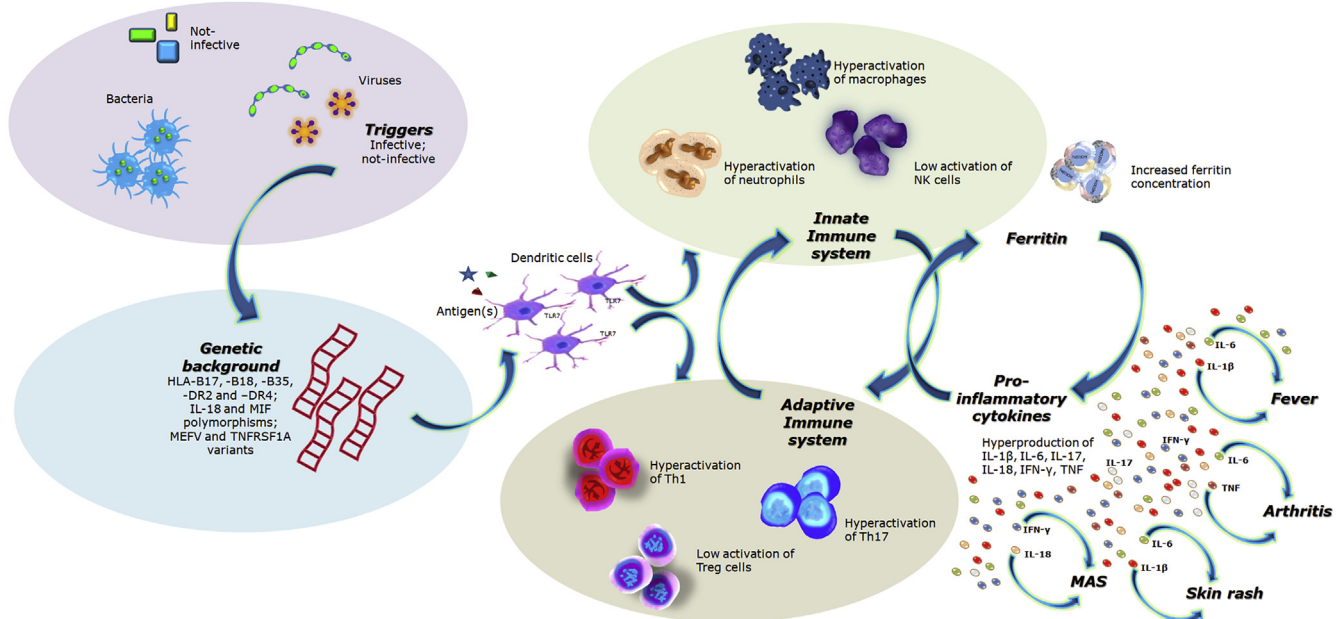 Not-
infective
Viruses
Bacteria
Triggers
Infective;
not-infective
Genetic
background
HLA-B17, -B18, -B35,
-DR2 and –DR4;
IL-18 and MIF
polymorphisms;
MEFV and TNFRSF1A
variants
Dendritic cells
Antigen(s)
TLR7
TLR7
TLR7
Hyperactivation
of macrophages
Hyperactivation
of neutrophils
Low activation of
NK cells
Innate
Immune
system
Increased ferritin
concentration
Ferritin
Adaptive
Immune
system
Hyperactivation
of Th1
Hyperactivation
of Th17
Low activation of
Treg cells
Pro-
inflammatory
cytokines
Hyperproduction of
IL-1β, IL-6, IL-17,
IL-18, IFN-γ, TNF
IL-6
IL-1β
Fever
IFN-γ
IL-17
IL-6
TNF
Arthritis
IFN-γ
IL-18
MAS
IL-6
IL-1β
Skin rash